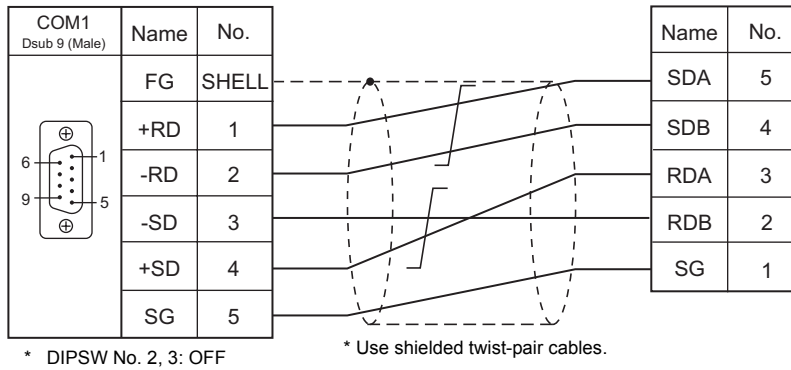 COM1
Dsub 9 (Male)
Name No.
FG SHELL
+RD 1
-RD 2
-SD 3
+SD 4
SG 5
6 1
9 5
Name No.
SDA 5
SDB 4
RDA 3
RDB 2
SG 1
* DIPSW No. 2, 3: OFF
* Use shielded twist-pair cables.